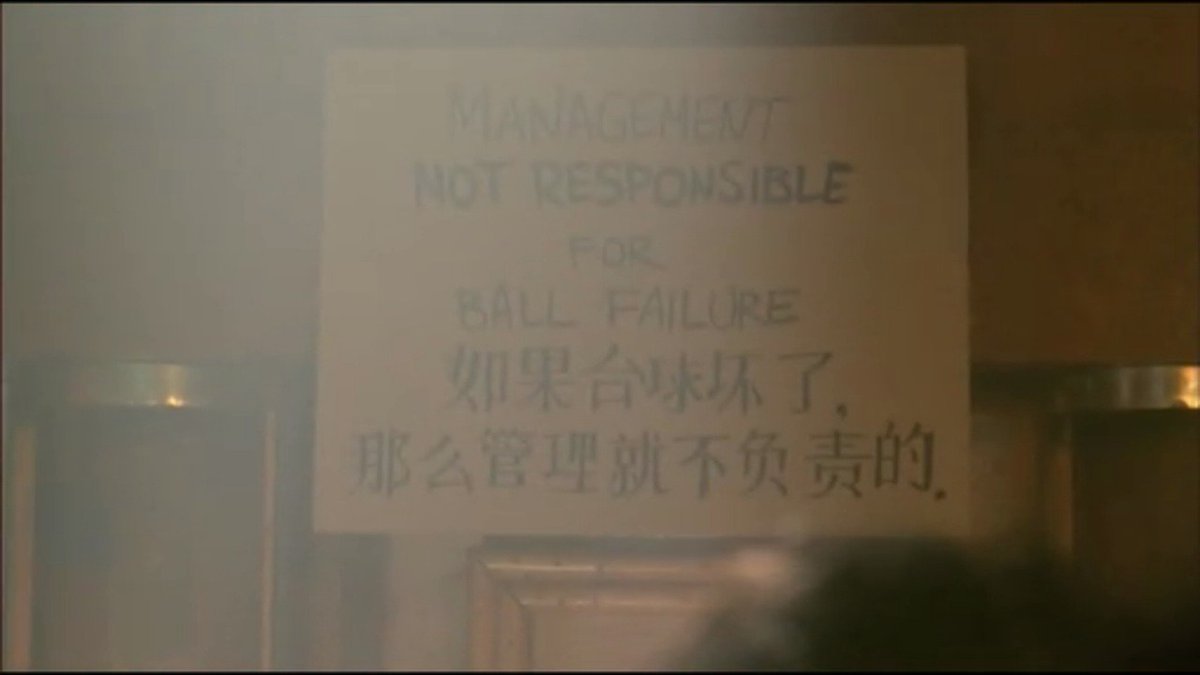 MANAGEMENT
NOT RESPONSIBLE
FOR
BALL FAILURE
如果台球坏了,
那么管理就不负责的.